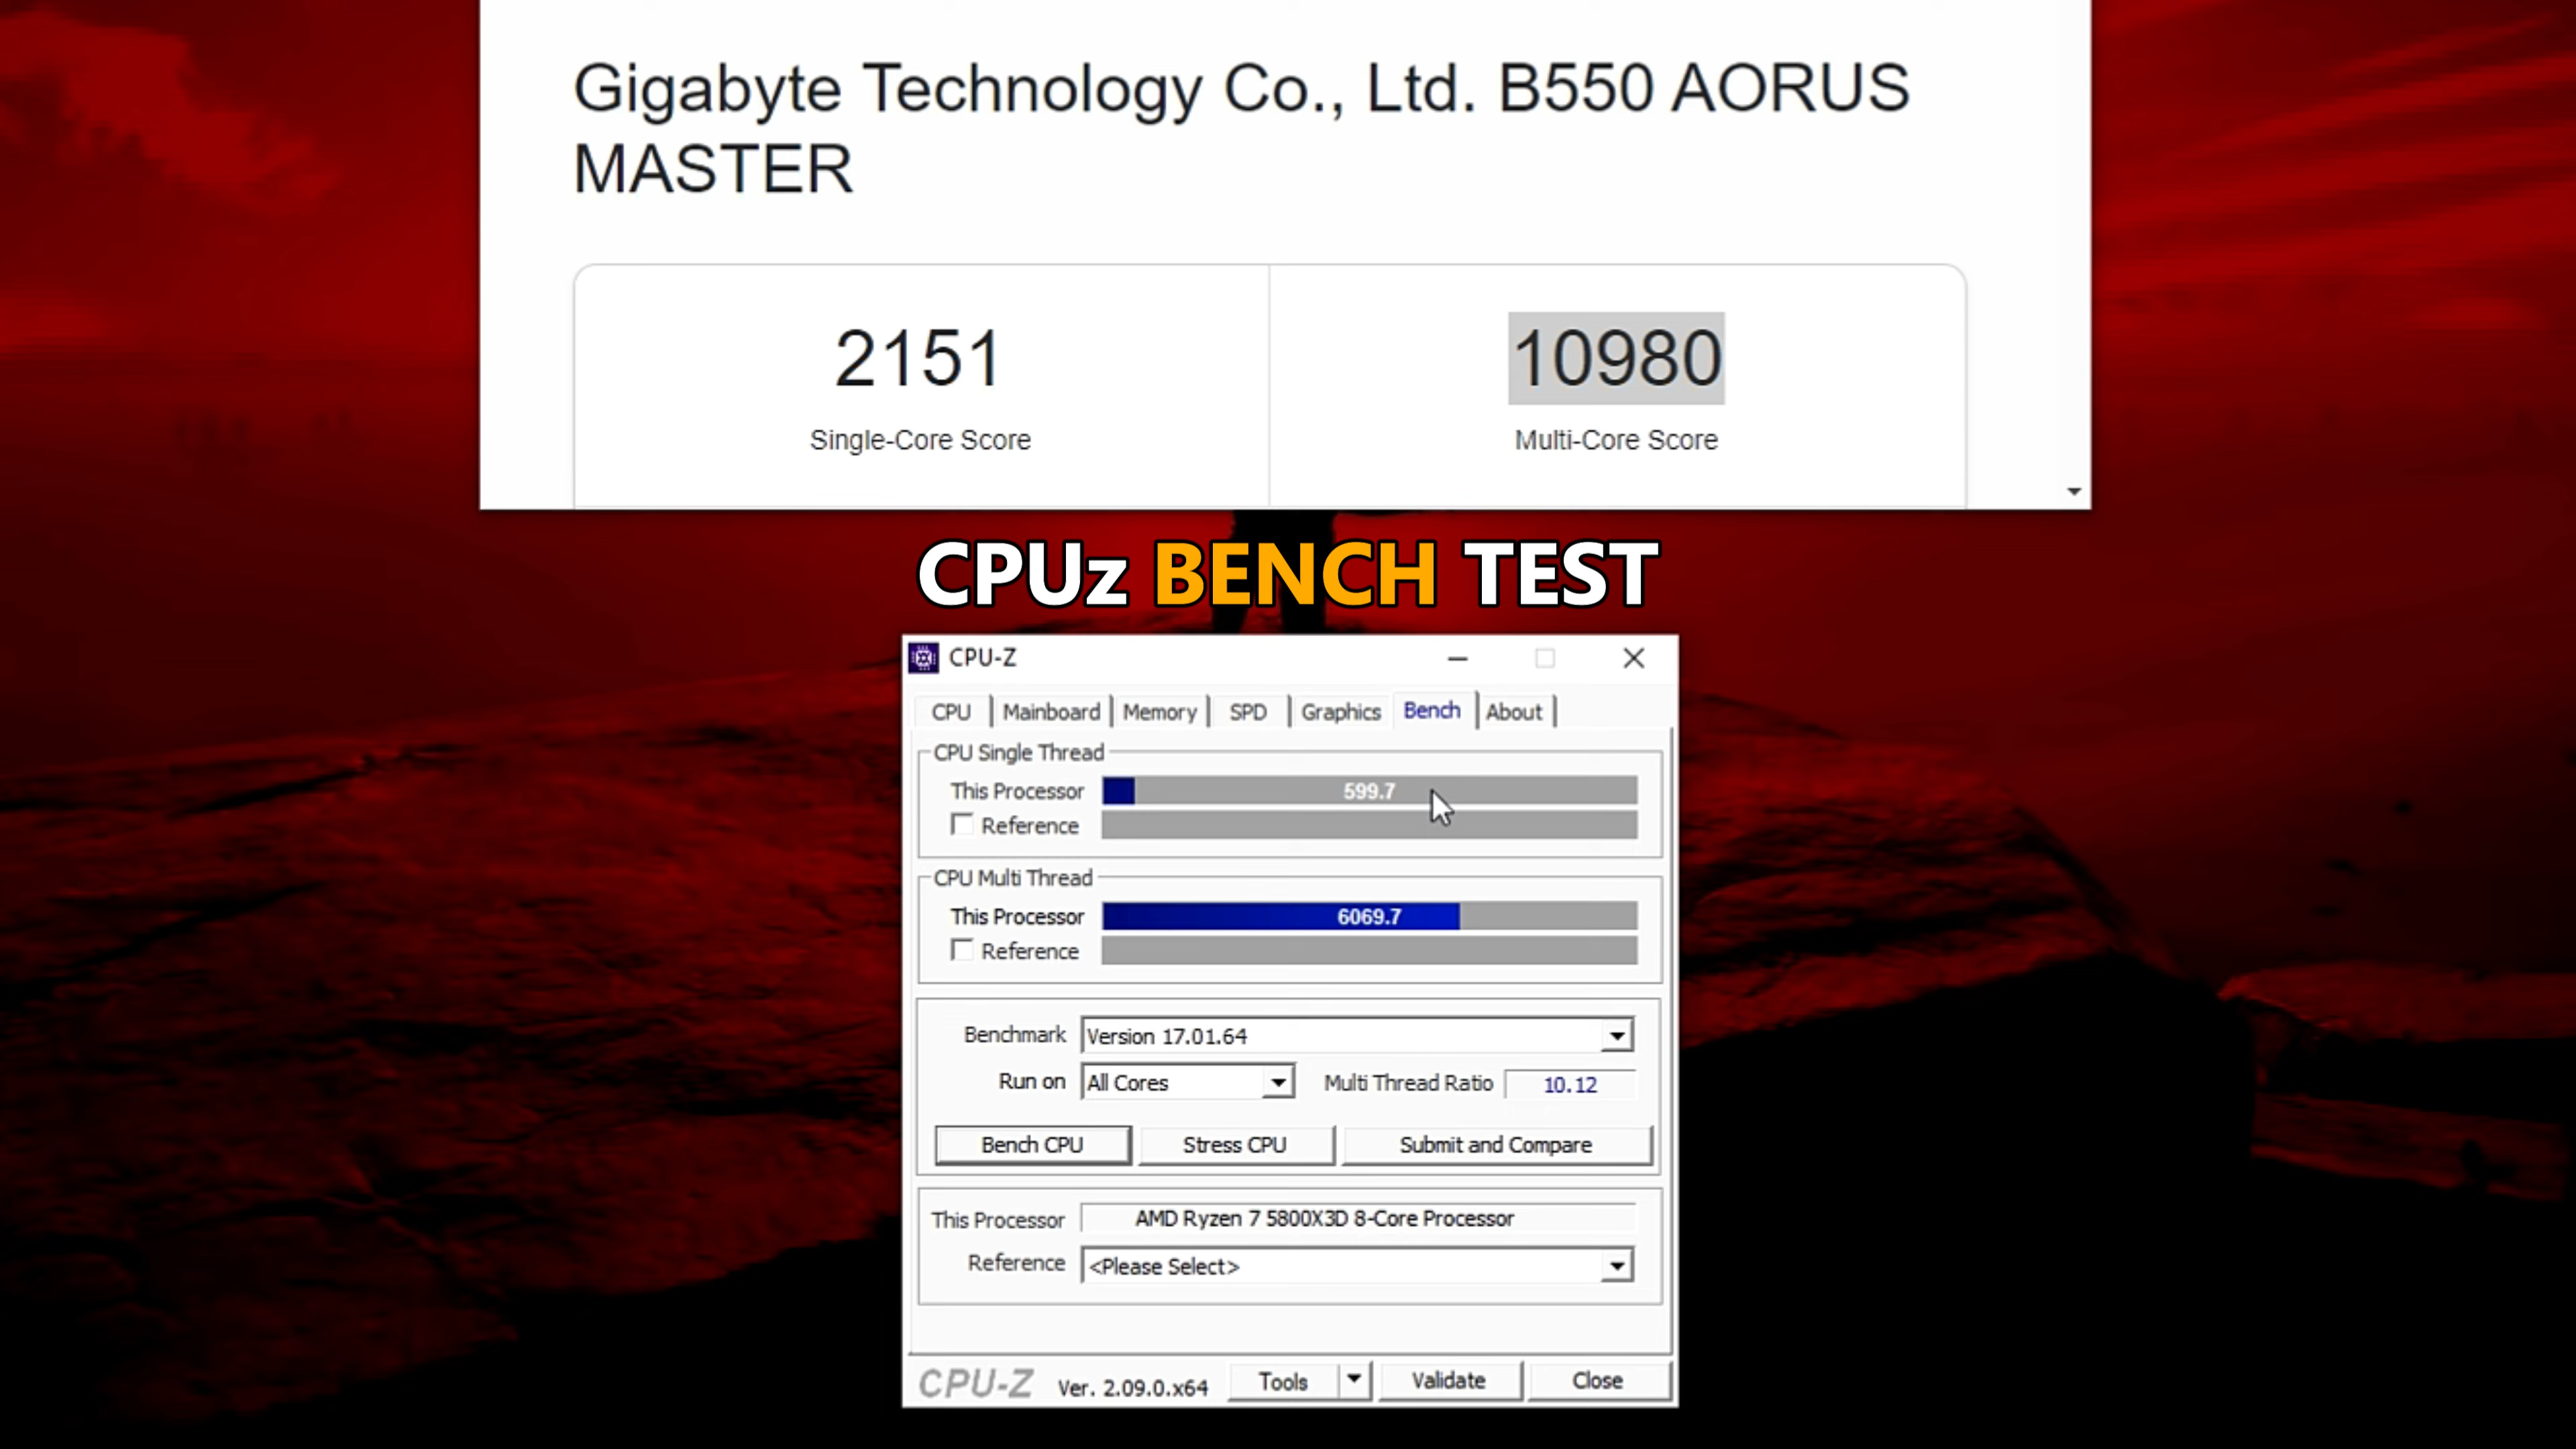 Gigabyte Technology Co., Ltd. B550 AORUS
MASTER
2151
10980
Single-Core Score
Multi-Core Score
CPUz BENCH TEST
CPU-Z
CPU Mainboard Memory SPD Graphics Bench About
CPU Single Thread
This Processor 599.7
Reference
CPU Multi Thread
This Processor 6069.7
Reference
Benchmark Version 17.01.64
Run on All Cores Multi Thread Ratio 10.12
Bench CPU Stress CPU Submit and Compare
This Processor AMD Ryzen 7 5800X3D 8-Core Processor
Reference <Please Select>
CPU-Z Ver. 2.09.0.x64 Tools Validate Close